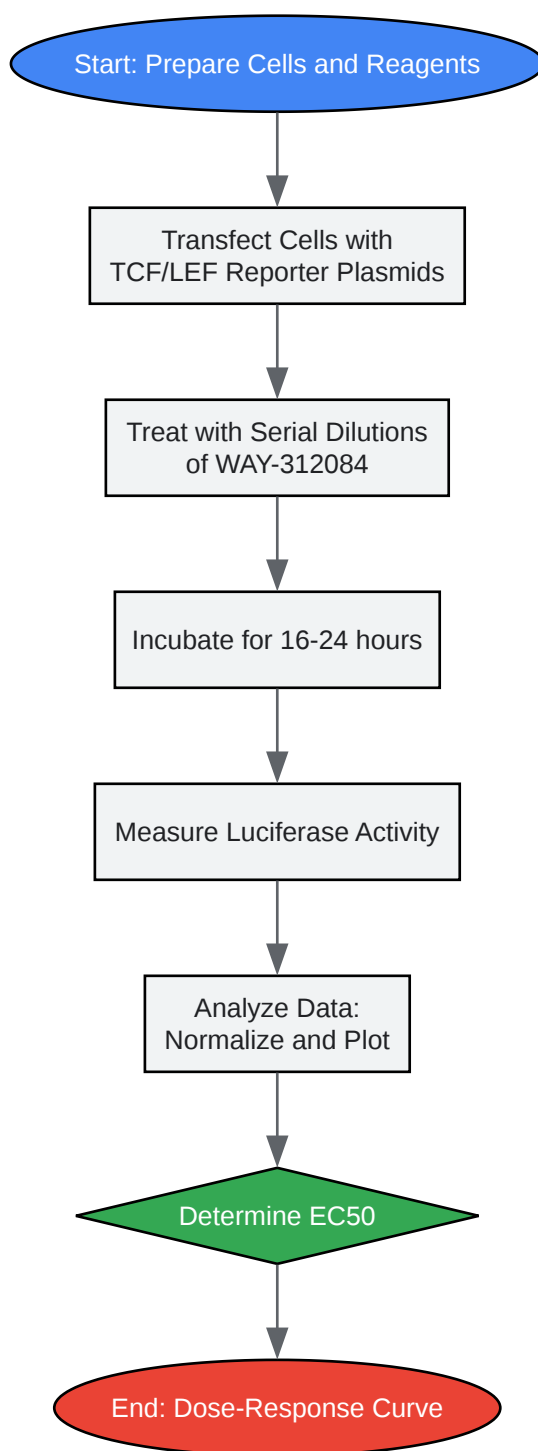 Start: Prepare Cells and Reagents
Transfect Cells with
TCF/LEF Reporter Plasmids
Treat with Serial Dilutions
of WAY-312084
Incubate for 16-24 hours
Measure Luciferase Activity
Analyze Data:
Normalize and Plot
Determine EC50
End: Dose-Response Curve